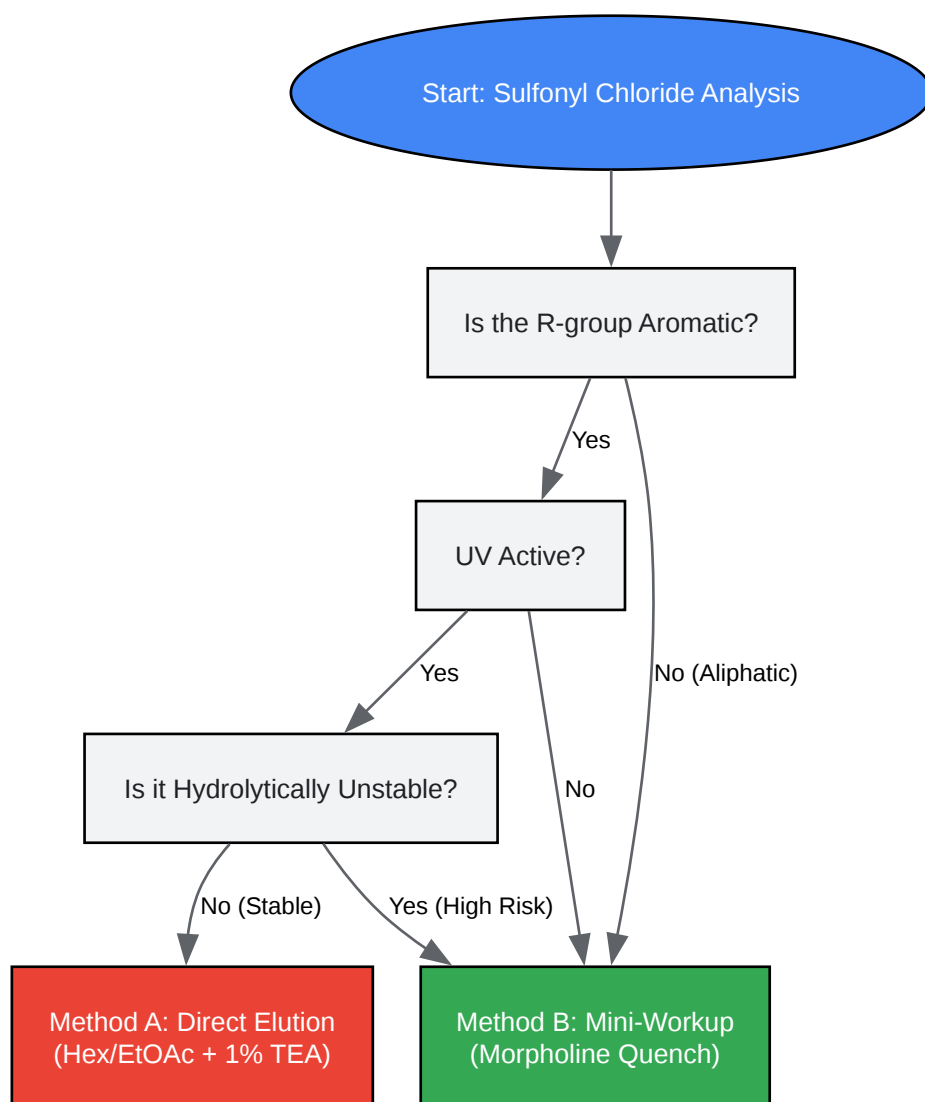 Start: Sulfonyl Chloride Analysis
Is the R-group Aromatic?
Yes
UV Active?
Yes
No (Aliphatic)
Is it Hydrolytically Unstable?
No
No (Stable)
Yes (High Risk)
Method A: Direct Elution
(Hex/EtOAc + 1% TEA)
Method B: Mini-Workup
(Morpholine Quench)